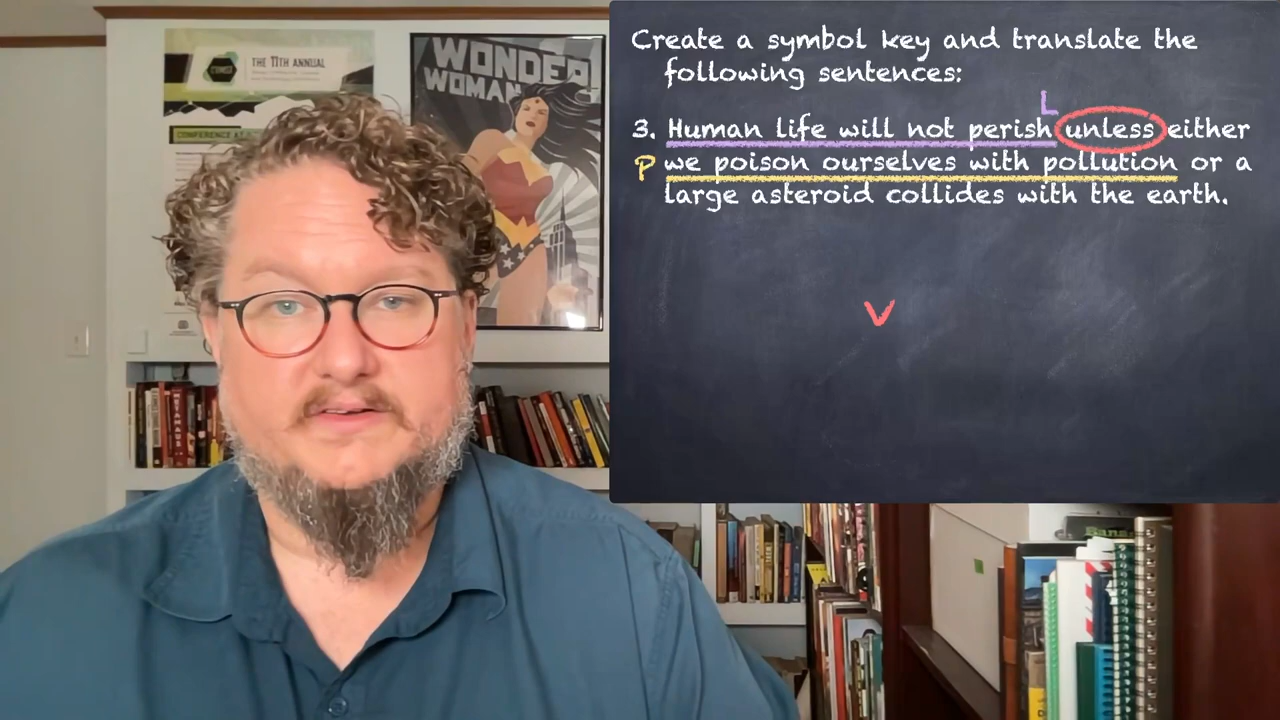 THE 11TH ANNUAL
WONDER
WOMAN
Create a symbol key and translate the
following sentences:
L
3. Human life will not perish unless either
P we poison ourselves with pollution or a
large asteroid collides with the earth.
V